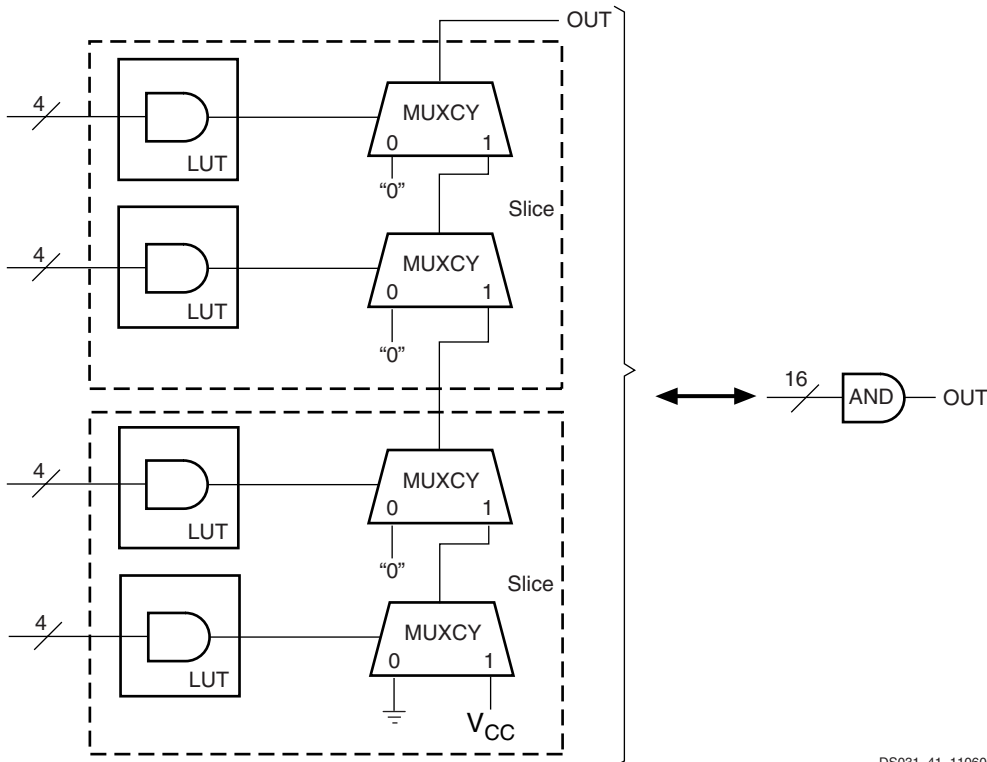 OUT
4
LUT
MUXCY
0 1
“0”
Slice
4
LUT
MUXCY
0 1
“0”
16
AND
OUT
4
LUT
MUXCY
0 1
“0”
Slice
4
LUT
MUXCY
0 1
VCC
DS031_41_11060